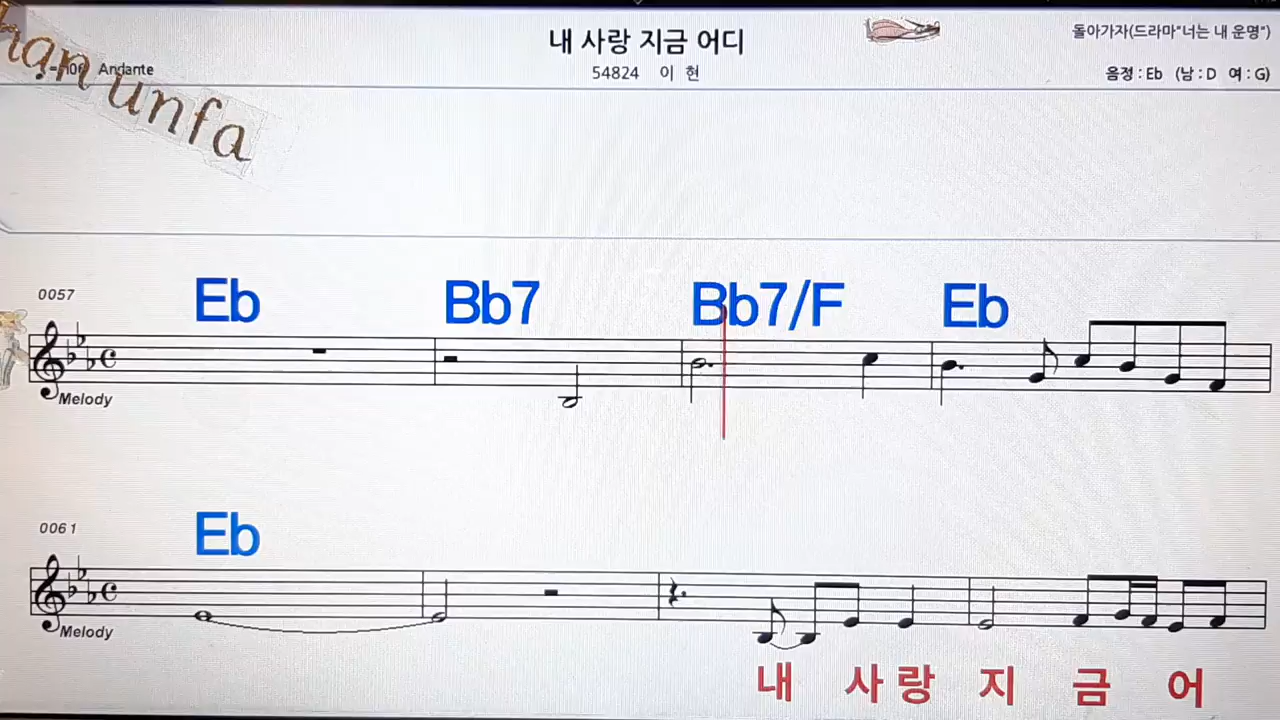 내 사랑 지금 어디
돌아가자(드라마"너는 내 운명")
han unfa
Andante
54824 이 현
음정 : Eb (남 : D 여 : G)
0057
Eb Bb7 Bb7/F Eb
Melody
0061
Eb
Melody
내 사 랑 지 금 어